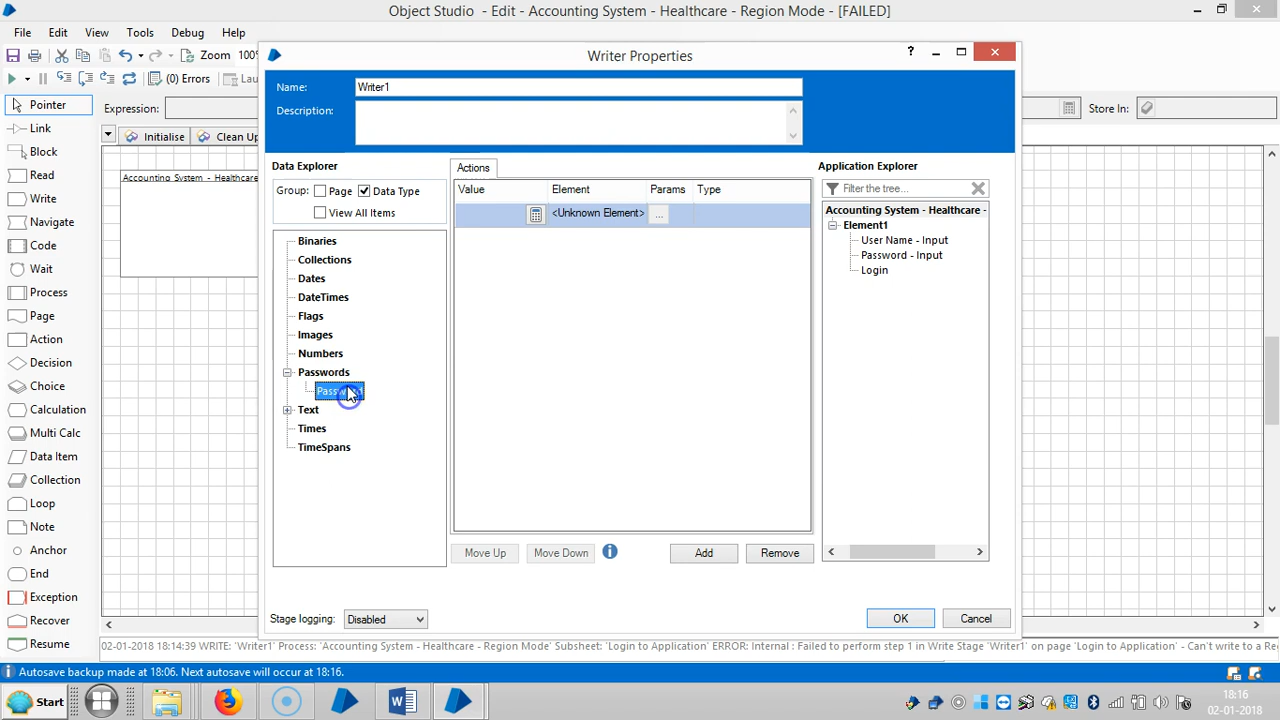 Object Studio - Edit - Accounting System - Healthcare - Region Mode - [FAILED]
File Edit View Tools Debug Help
Zoom 100%
(0) Errors
Expression:
Store In:
Initialise
Clean Up
Accounting System - Healthcare
Pointer
Link
Block
Read
Write
Navigate
Code
Wait
Process
Page
Action
Decision
Choice
Calculation
Multi Calc
Data Item
Collection
Loop
Note
Anchor
End
Exception
Recover
Resume
Writer Properties
Name: Writer1
Description:
Data Explorer
Group: Page Data Type
View All Items
Binaries
Collections
Dates
DateTimes
Flags
Images
Numbers
Passwords
Text
Times
TimeSpans
Actions
Value Element Params Type
<Unknown Element> ...
Move Up Move Down Add Remove
Application Explorer
Filter the tree...
Accounting System - Healthcare -
Element1
User Name - Input
Password - Input
Login
Stage logging: Disabled
OK Cancel
02-01-2018 18:14:39 WRITE: 'Writer1' Process: 'Accounting System - Healthcare - Region Mode' Subsheet: 'Login to Application' ERROR: Internal : Failed to perform step 1 in Write Stage 'Writer1' on page 'Login to Application' - Can't write to a Re
Autosave backup made at 18:06. Next autosave will occur at 18:16.
Start
18:16
02-01-2018